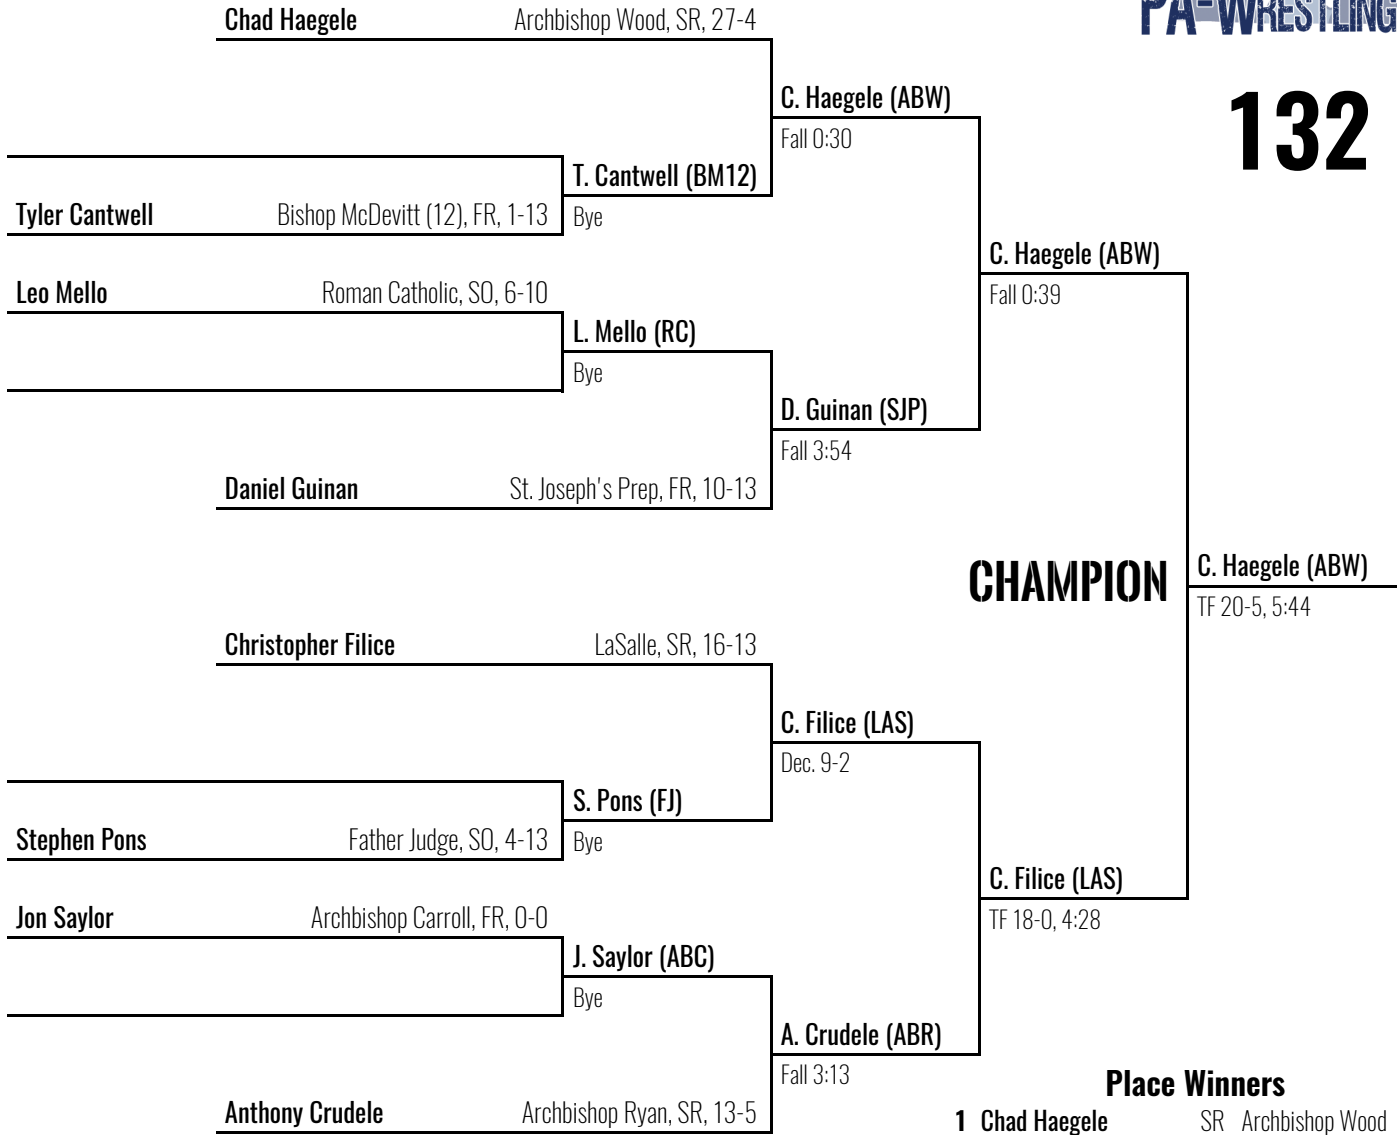 PA-WRESTLING
132
Chad Haegele Archbishop Wood, SR, 27-4
C. Haegele (ABW)
Fall 0:30
T. Cantwell (BM12)
Tyler Cantwell Bishop McDevitt (12), FR, 1-13
Bye
C. Haegele (ABW)
Fall 0:39
Leo Mello Roman Catholic, SO, 6-10
L. Mello (RC)
Bye
D. Guinan (SJP)
Fall 3:54
Daniel Guinan St. Joseph's Prep, FR, 10-13
CHAMPION
C. Haegele (ABW)
TF 20-5, 5:44
Christopher Filice LaSalle, SR, 16-13
C. Filice (LAS)
Dec. 9-2
S. Pons (FJ)
Stephen Pons Father Judge, SO, 4-13
Bye
C. Filice (LAS)
TF 18-0, 4:28
Jon Saylor Archbishop Carroll, FR, 0-0
J. Saylor (ABC)
Bye
A. Crudele (ABR)
Fall 3:13
Anthony Crudele Archbishop Ryan, SR, 13-5
Place Winners
1 Chad Haegele SR Archbishop Wood